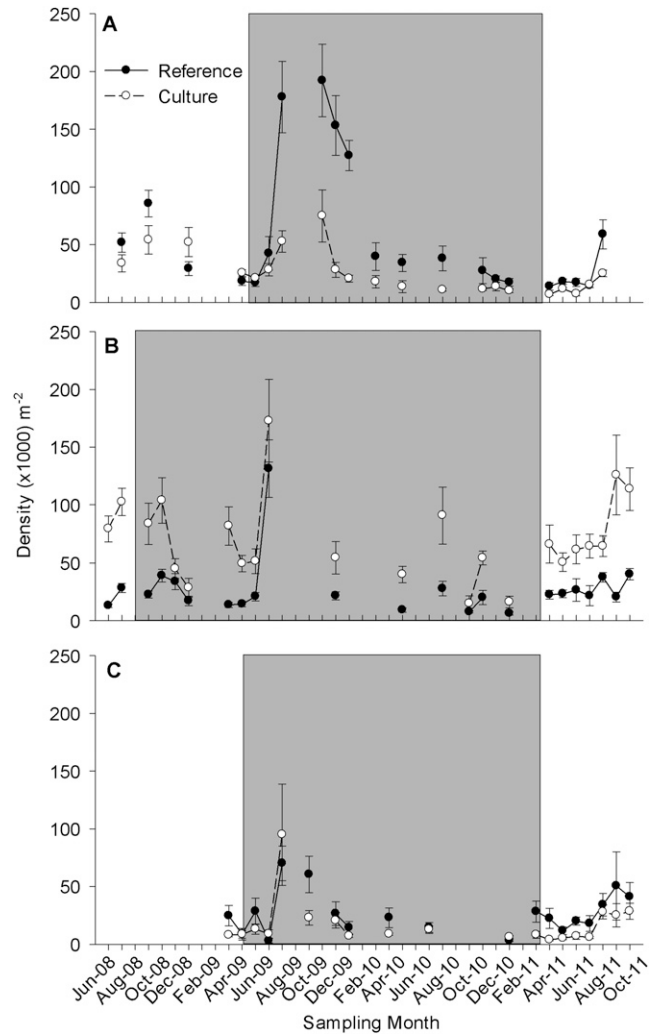 A
Reference
Culture
250
200
150
100
50
0
B
250
200
150
100
50
0
Density (x1000) m-2
C
250
200
150
100
50
0
Jun-08
Aug-08
Oct-08
Dec-08
Feb-09
Apr-09
Jun-09
Aug-09
Oct-09
Dec-09
Feb-10
Apr-10
Jun-10
Aug-10
Oct-10
Dec-10
Feb-11
Apr-11
Jun-11
Aug-11
Oct-11
Sampling Month